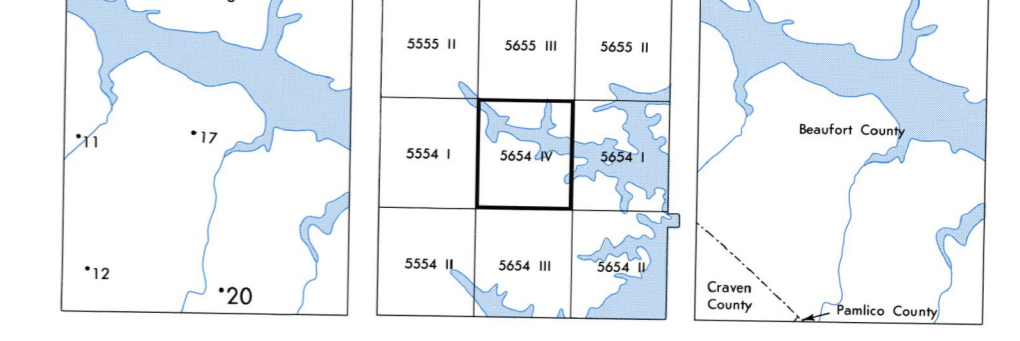 11
17
12
20
5555 II
5655 III
5655 II
5554 I
5654 IV
5654 I
5554 II
5654 III
5654 II
Beaufort County
Craven
County
Pamlico County